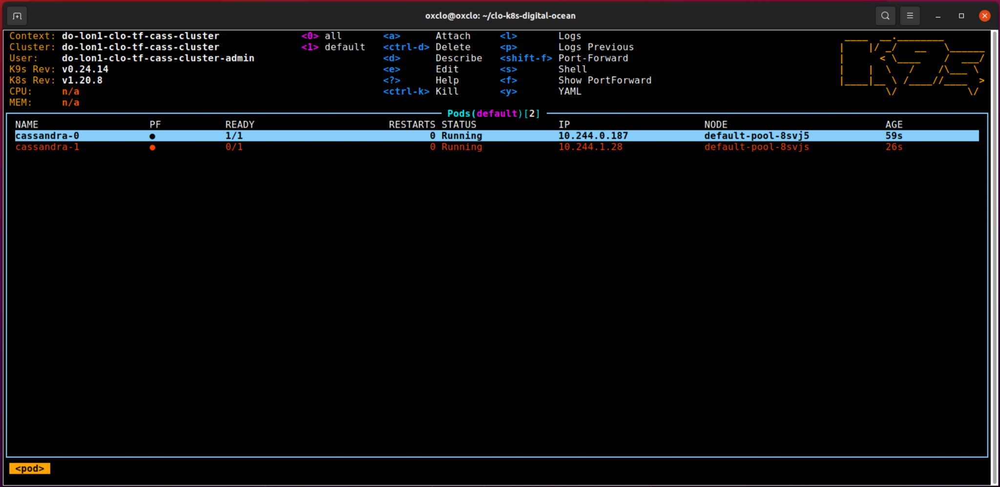 oxclo@oxclo: ~/clo-k8s-digital-ocean
Context: do-lon1-clo-tf-cass-cluster <0> all <a> Attach <l> Logs
Cluster: do-lon1-clo-tf-cass-cluster <1> default <ctrl-d> Delete <p> Logs Previous
User: do-lon1-clo-tf-cass-cluster-admin <d> Describe <shift-f> Port-Forward
K9s Rev: v0.24.14 <e> Edit <s> Shell
K8s Rev: v1.20.8 <?> Help <f> Show PortForward
CPU: n/a <ctrl-k> Kill <y> YAML
MEM: n/a
Pods(default)[2]
NAME PF READY RESTARTS STATUS IP NODE AGE
cassandra-0 ● 1/1 0 Running 10.244.0.187 default-pool-8svj5 59s
cassandra-1 ● 0/1 0 Running 10.244.1.28 default-pool-8svjs 26s
<pod>